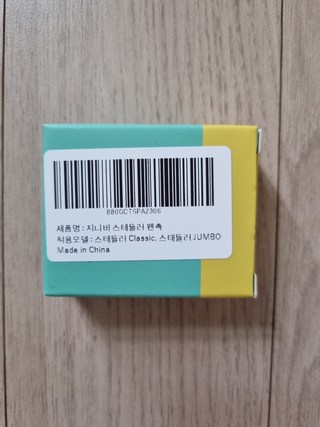 BB0GCTSPA2306
제품명 : 지니비 스테들러 펜촉
적용모델 : 스테들러 Classic, 스테들러 JUMBO
Made in China